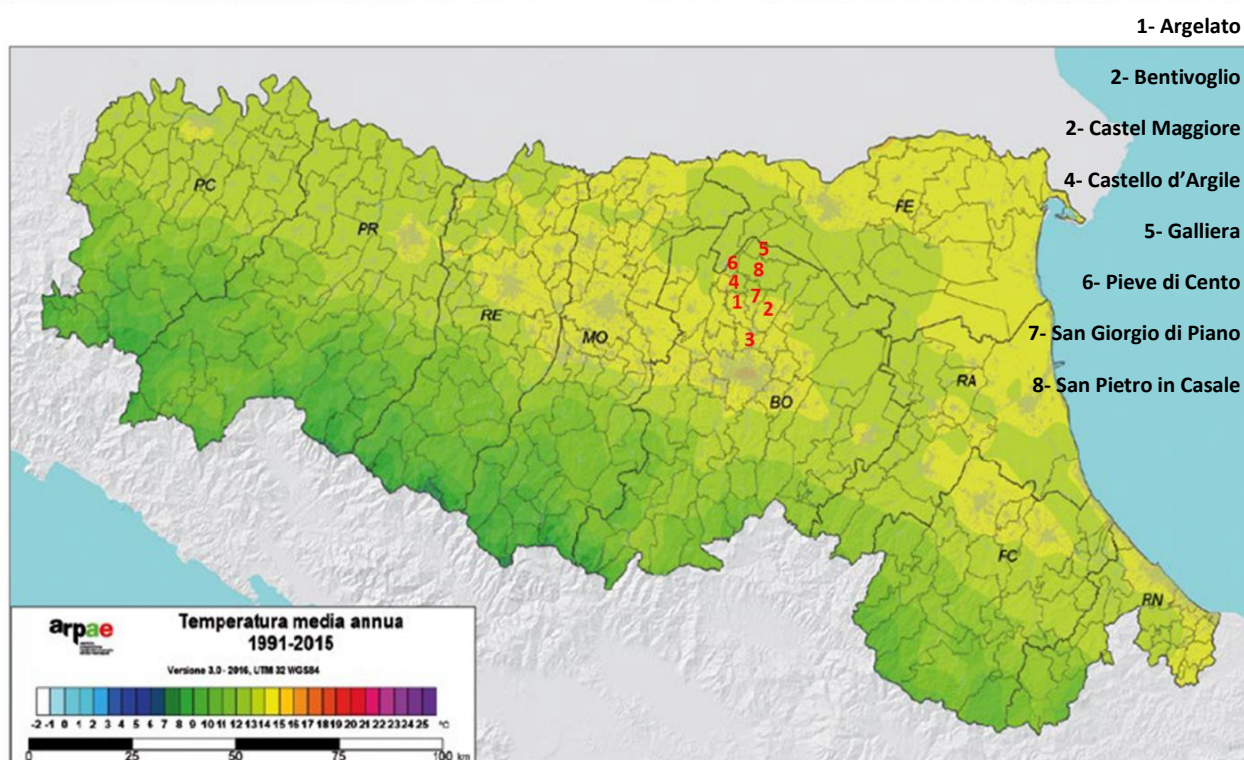 1- Argelato
2- Bentivoglio
2- Castel Maggiore
4- Castello d’Argile
5- Galliera
6- Pieve di Cento
7- San Giorgio di Piano
8- San Pietro in Casale
PC
PR
RE
MO
BO
FE
RA
FC
RN
5
6
8
4
7
1
2
3
arpae
Temperatura media annua
1991-2015
Versione 3.0 - 2016, UTM 32 WGS84
-2 -1 0 1 2 3 4 5 6 7 8 9 10 11 12 13 14 15 16 17 18 19 20 21 22 23 24 25 °C
0 25 50 75 100 km